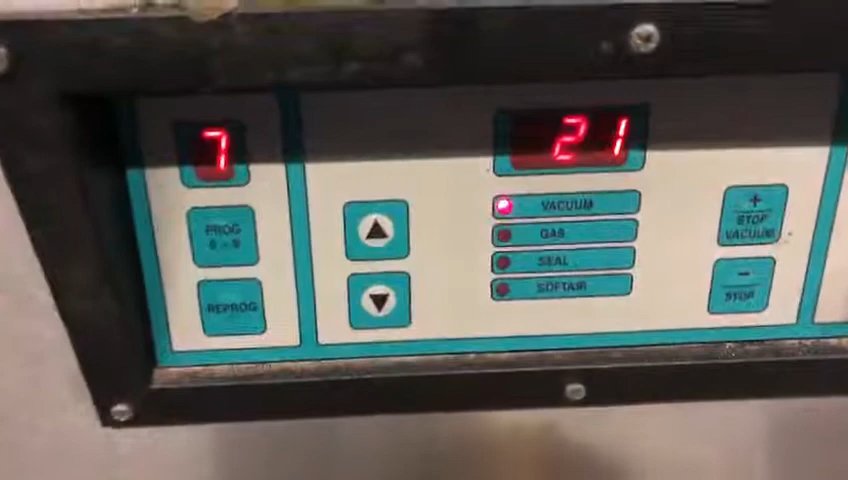 7
PROG
0 - 9
REPROG
21
VACUUM
GAS
SEAL
SOFTAIR
+
STOP
VACUUM
-
STOP